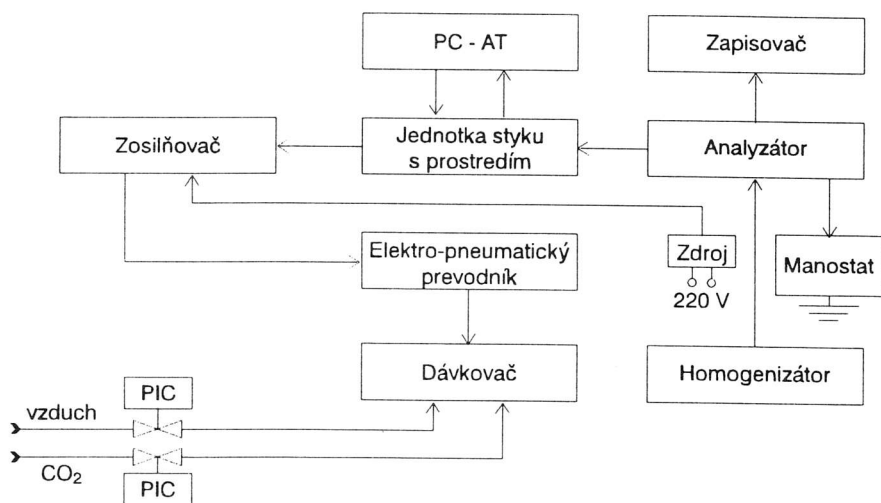 PC - AT
Zapisovač
Zosilňovač
Jednotka styku
s prostredím
Analyzátor
Elektro-pneumatický
prevodník
Zdroj
220 V
Manostat
Dávkovač
Homogenizátor
PIC
vzduch
CO₂
PIC